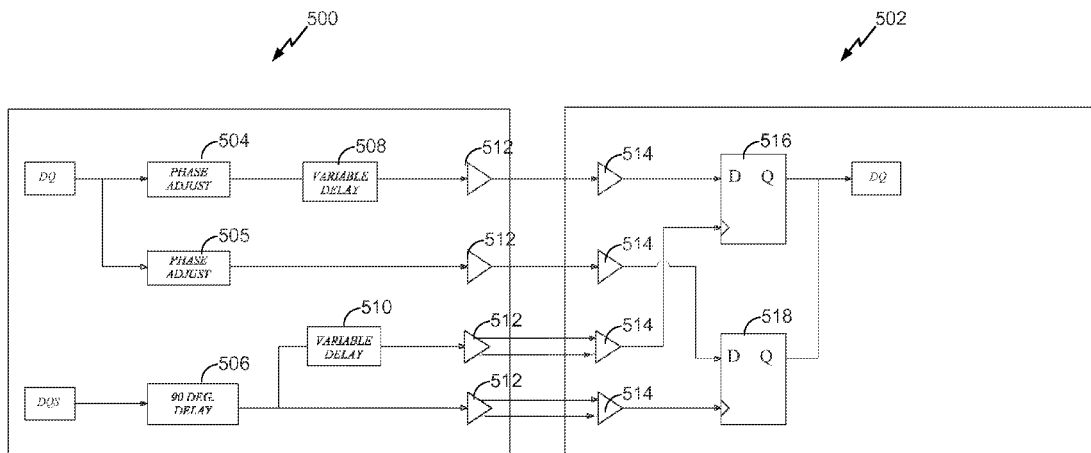 500
502
504
508
512
514
516
DQ
PHASE
ADJUST
VARIABLE
DELAY
D Q
DQ
505
512
514
PHASE
ADJUST
510
512
514
518
VARIABLE
DELAY
D Q
506
512
514
DQS
90 DEG.
DELAY